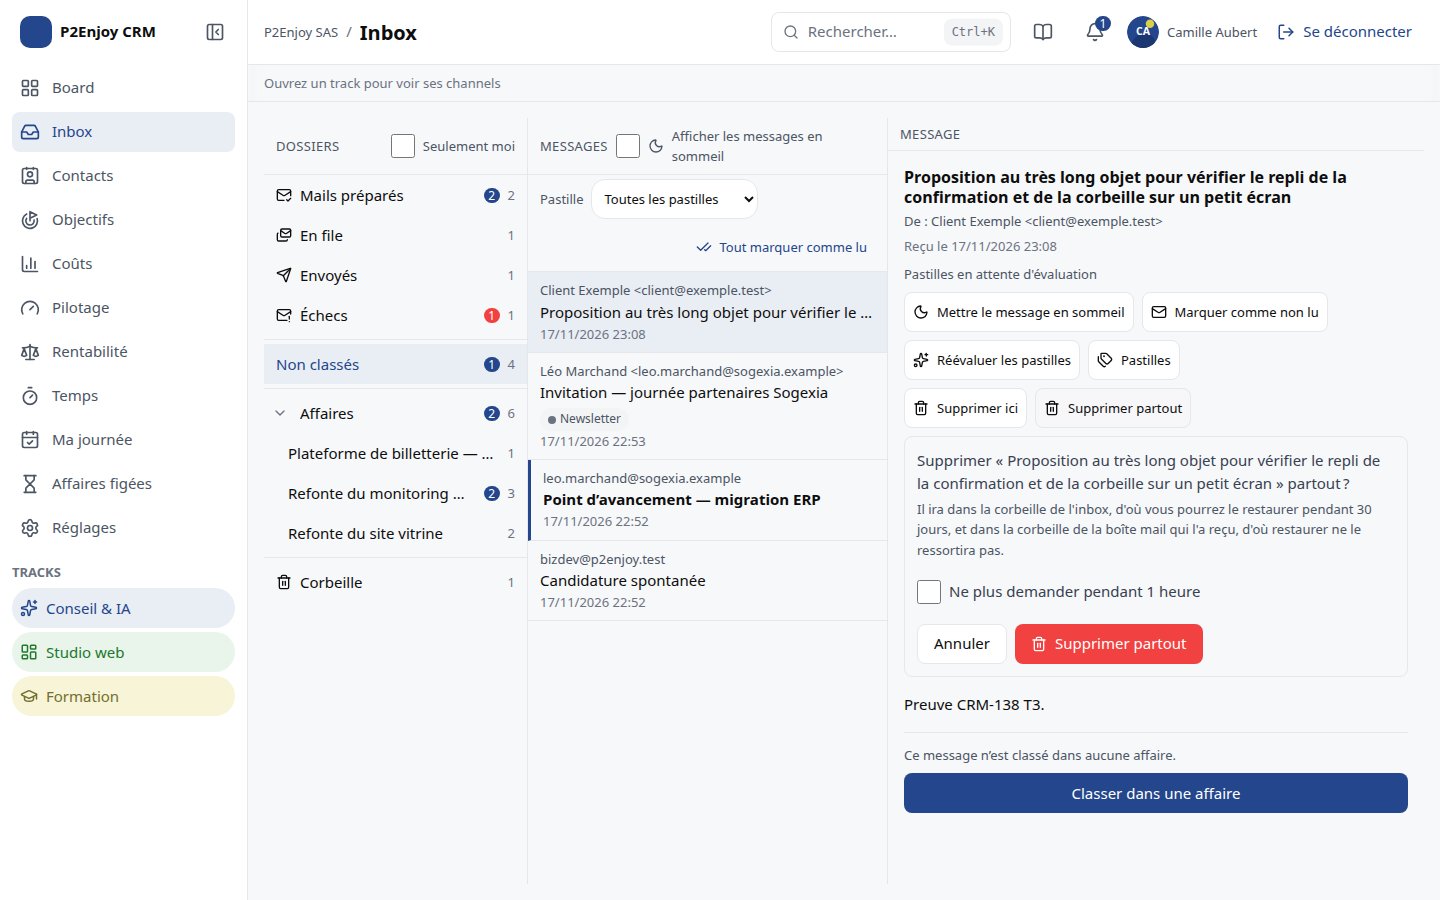 P2Enjoy CRM
Board
Inbox
Contacts
Objectifs
Coûts
Pilotage
Rentabilité
Temps
Ma journée
Affaires figées
Réglages
TRACKS
Conseil & IA
Studio web
Formation
P2Enjoy SAS / Inbox
Rechercher...
Ctrl+K
1
CA
Camille Aubert
Se déconnecter
Ouvrez un track pour voir ses channels
DOSSIERS
Seulement moi
Mails préparés 2 2
En file 1
Envoyés 1
Échecs 1 1
Non classés 1 4
Affaires 2 6
Plateforme de billetterie — ... 1
Refonte du monitoring ... 2 3
Refonte du site vitrine 2
Corbeille 1
MESSAGES
Afficher les messages en
sommeil
Pastille
Toutes les pastilles
Tout marquer comme lu
Client Exemple <client@exemple.test>
Proposition au très long objet pour vérifier le ...
17/11/2026 23:08
Léo Marchand <leo.marchand@sogexia.example>
Invitation — journée partenaires Sogexia
Newsletter
17/11/2026 22:53
leo.marchand@sogexia.example
Point d’avancement — migration ERP
17/11/2026 22:52
bizdev@p2enjoy.test
Candidature spontanée
17/11/2026 22:52
MESSAGE
Proposition au très long objet pour vérifier le repli de la
confirmation et de la corbeille sur un petit écran
De : Client Exemple <client@exemple.test>
Reçu le 17/11/2026 23:08
Pastilles en attente d'évaluation
Mettre le message en sommeil
Marquer comme non lu
Réévaluer les pastilles
Pastilles
Supprimer ici
Supprimer partout
Supprimer « Proposition au très long objet pour vérifier le repli de
la confirmation et de la corbeille sur un petit écran » partout ?
Il ira dans la corbeille de l'inbox, d'où vous pourrez le restaurer pendant 30
jours, et dans la corbeille de la boîte mail qui l'a reçu, d'où restaurer ne le
ressortira pas.
Ne plus demander pendant 1 heure
Annuler
Supprimer partout
Preuve CRM-138 T3.
Ce message n’est classé dans aucune affaire.
Classer dans une affaire